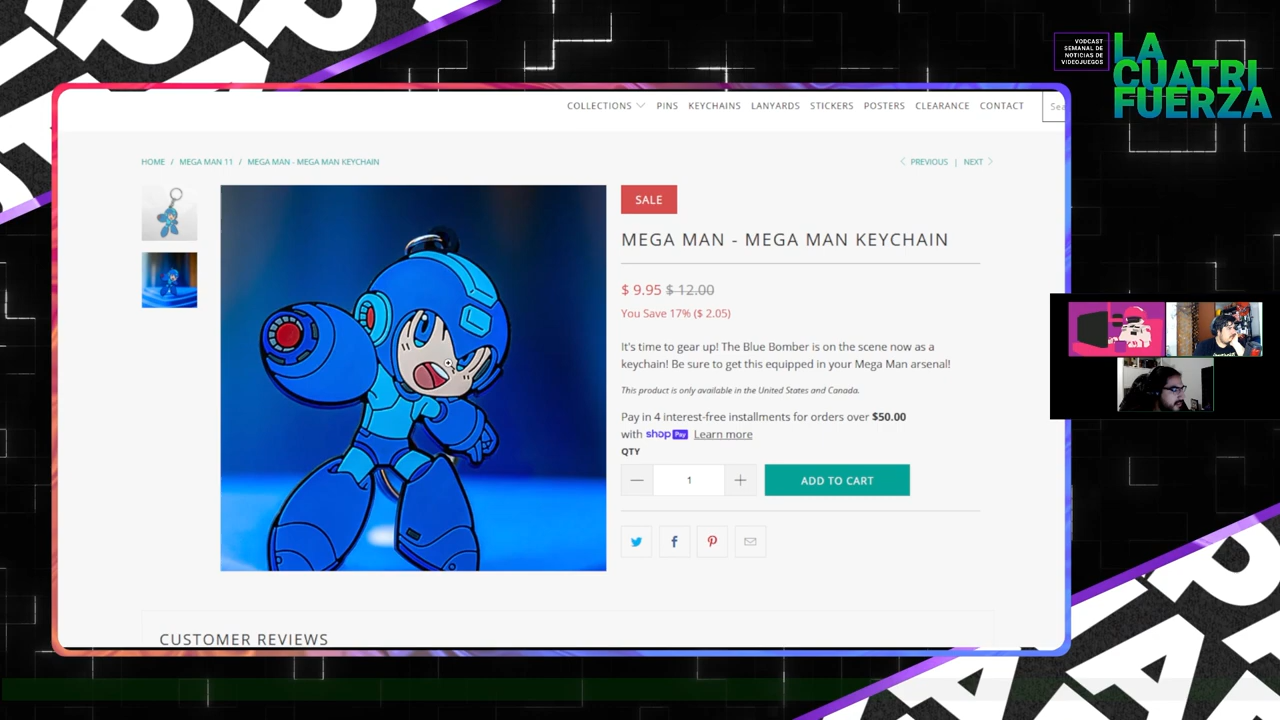 VODCAST
SEMANAL DE
NOTICIAS DE
VIDEOJUEGOS
LA
CUATRI
FUERZA
COLLECTIONS PINS KEYCHAINS LANYARDS STICKERS POSTERS CLEARANCE CONTACT
HOME / MEGA MAN 11 / MEGA MAN - MEGA MAN KEYCHAIN
PREVIOUS | NEXT
SALE
MEGA MAN - MEGA MAN KEYCHAIN
$ 9.95 $ 12.00
You Save 17% ($ 2.05)
It's time to gear up! The Blue Bomber is on the scene now as a
keychain! Be sure to get this equipped in your Mega Man arsenal!
This product is only available in the United States and Canada.
Pay in 4 interest-free installments for orders over $50.00
with shop Pay Learn more
QTY
1
ADD TO CART
CUSTOMER REVIEWS